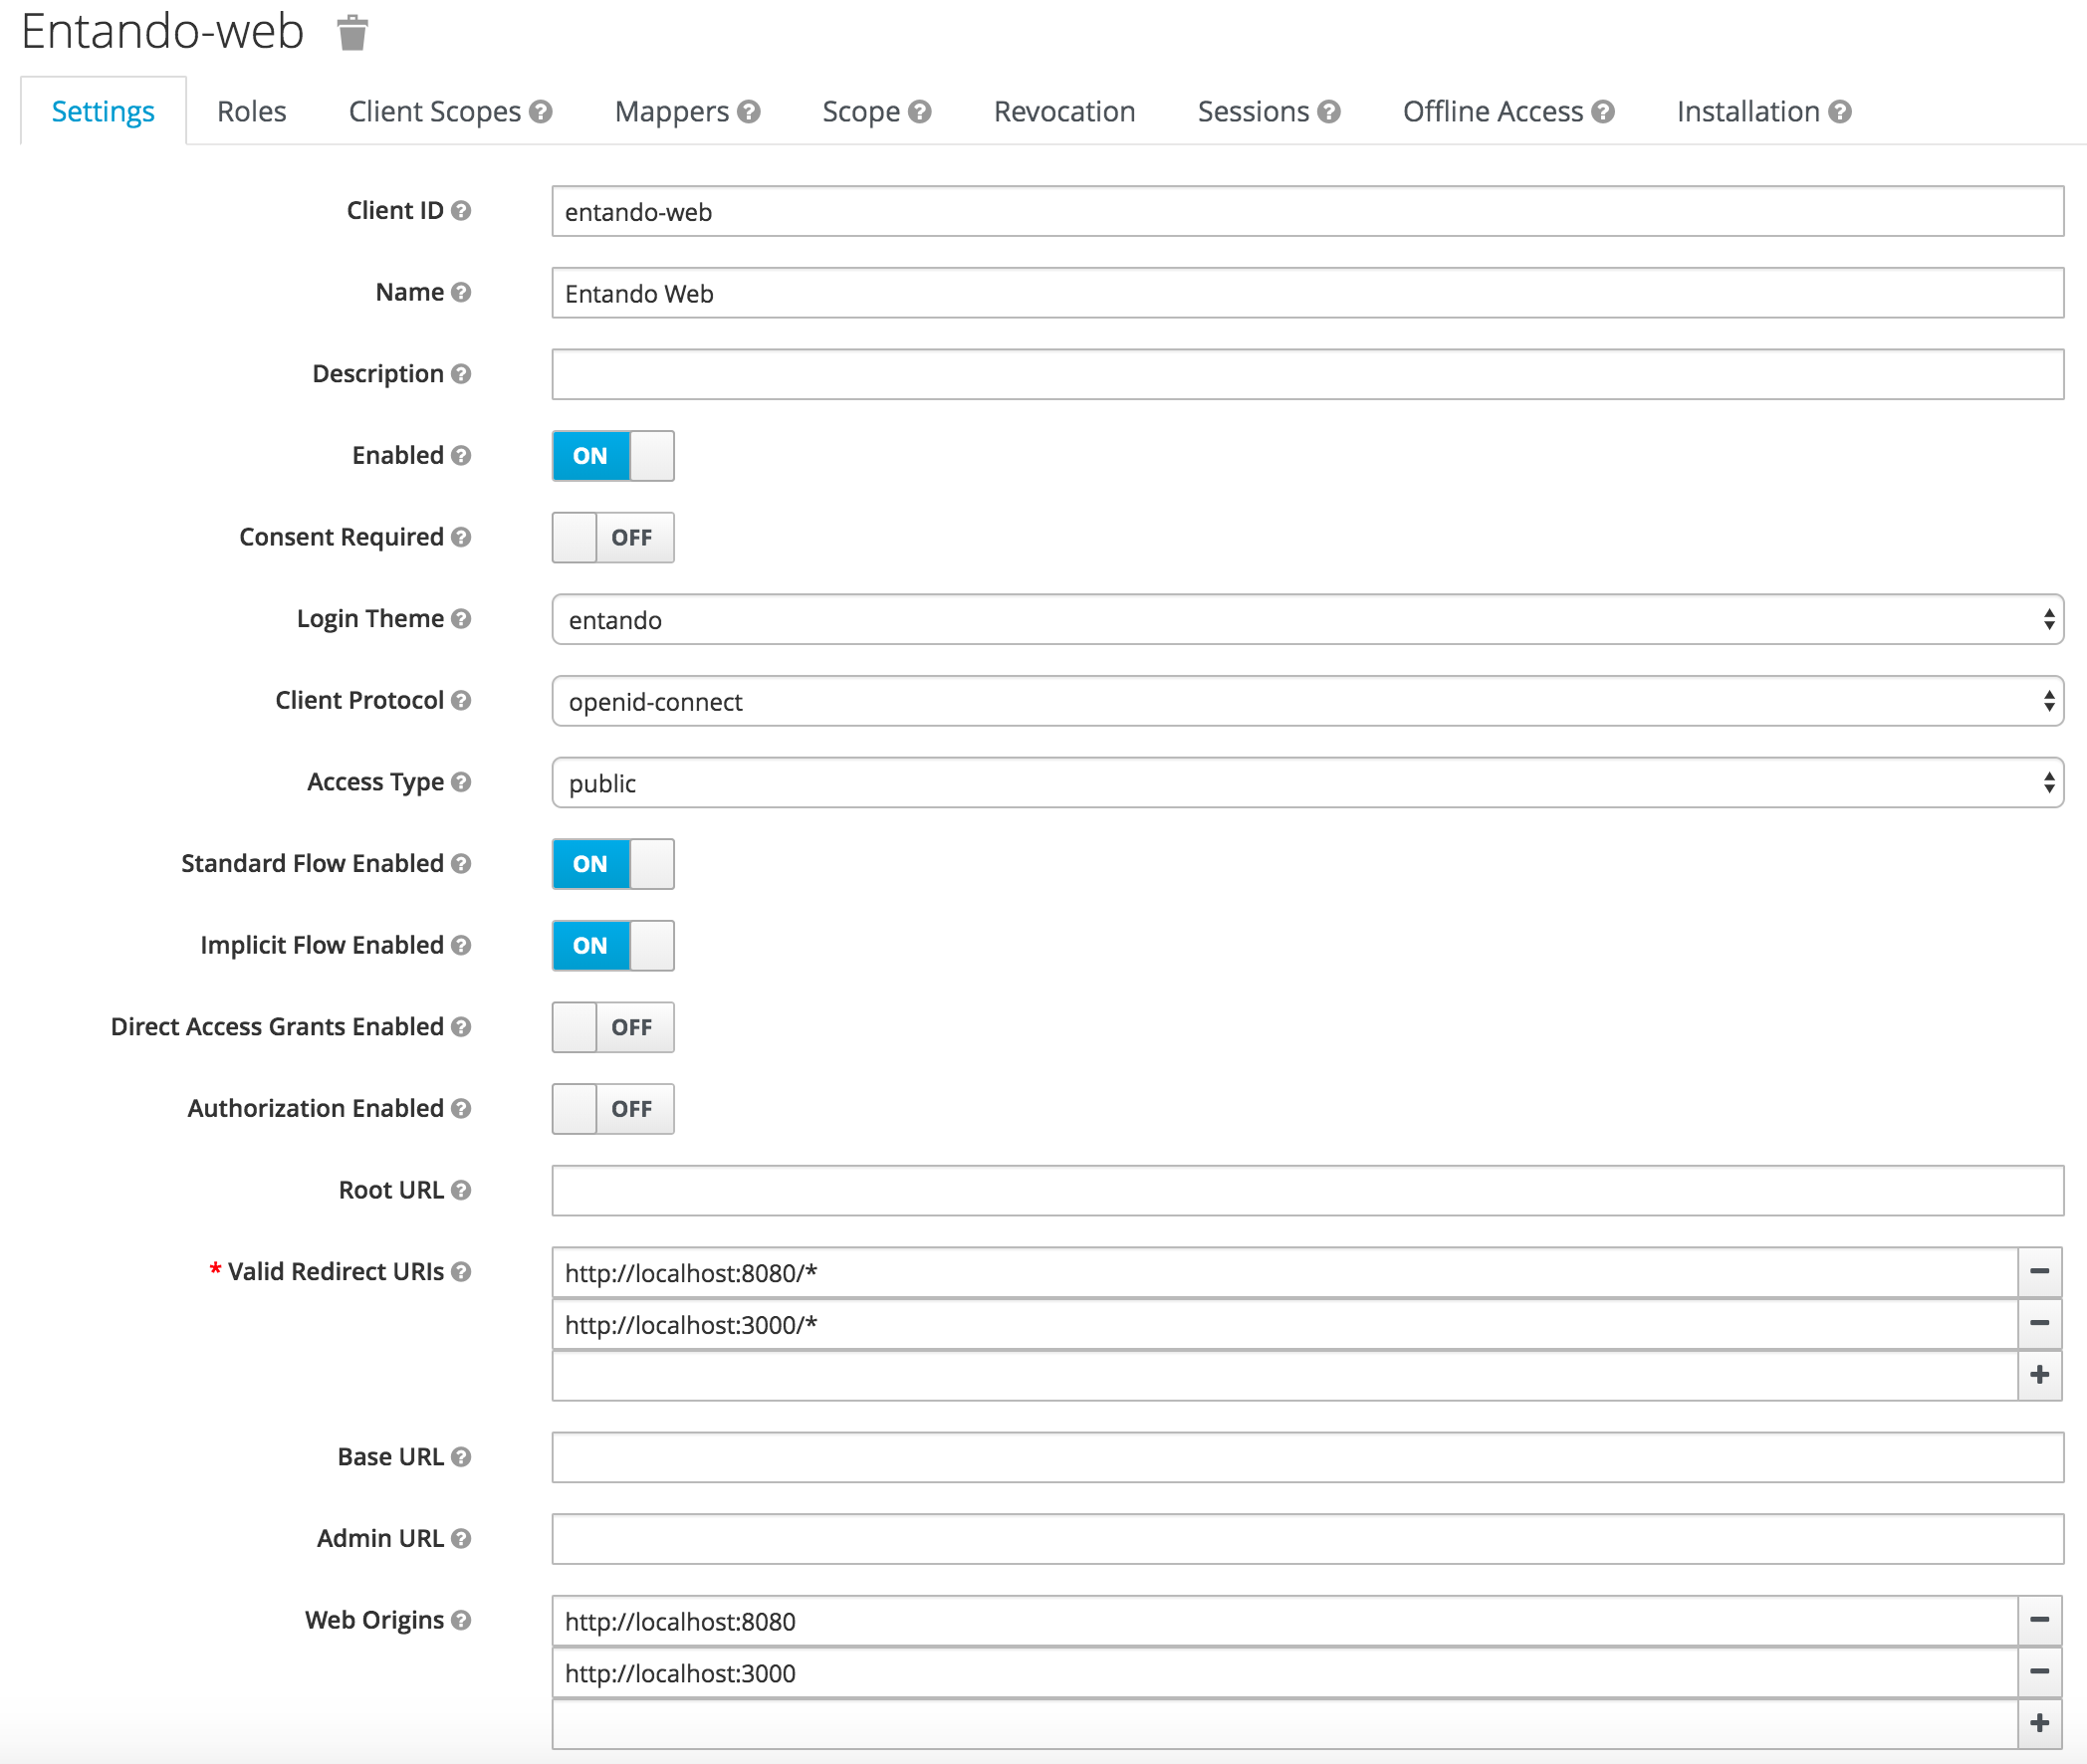 Entando-web
Settings Roles Client Scopes Mappers Scope Revocation Sessions Offline Access Installation
Client ID entando-web
Name Entando Web
Description
Enabled ON
Consent Required OFF
Login Theme entando
Client Protocol openid-connect
Access Type public
Standard Flow Enabled ON
Implicit Flow Enabled ON
Direct Access Grants Enabled OFF
Authorization Enabled OFF
Root URL
* Valid Redirect URIs http://localhost:8080/*
http://localhost:3000/*
Base URL
Admin URL
Web Origins http://localhost:8080
http://localhost:3000